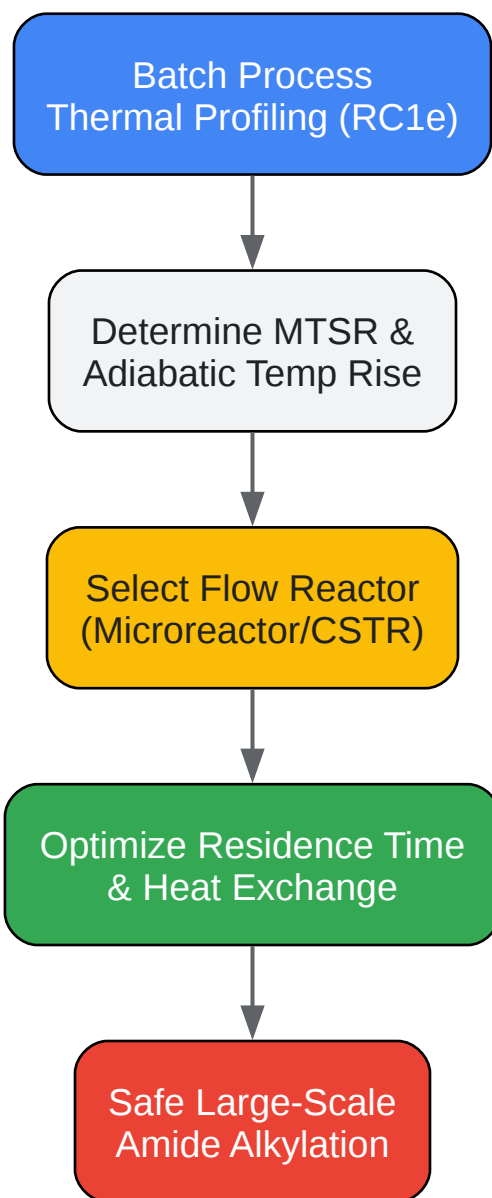 Batch Process
Thermal Profiling (RC1e)
Determine MTSR &
Adiabatic Temp Rise
Select Flow Reactor
(Microreactor/CSTR)
Optimize Residence Time
& Heat Exchange
Safe Large-Scale
Amide Alkylation